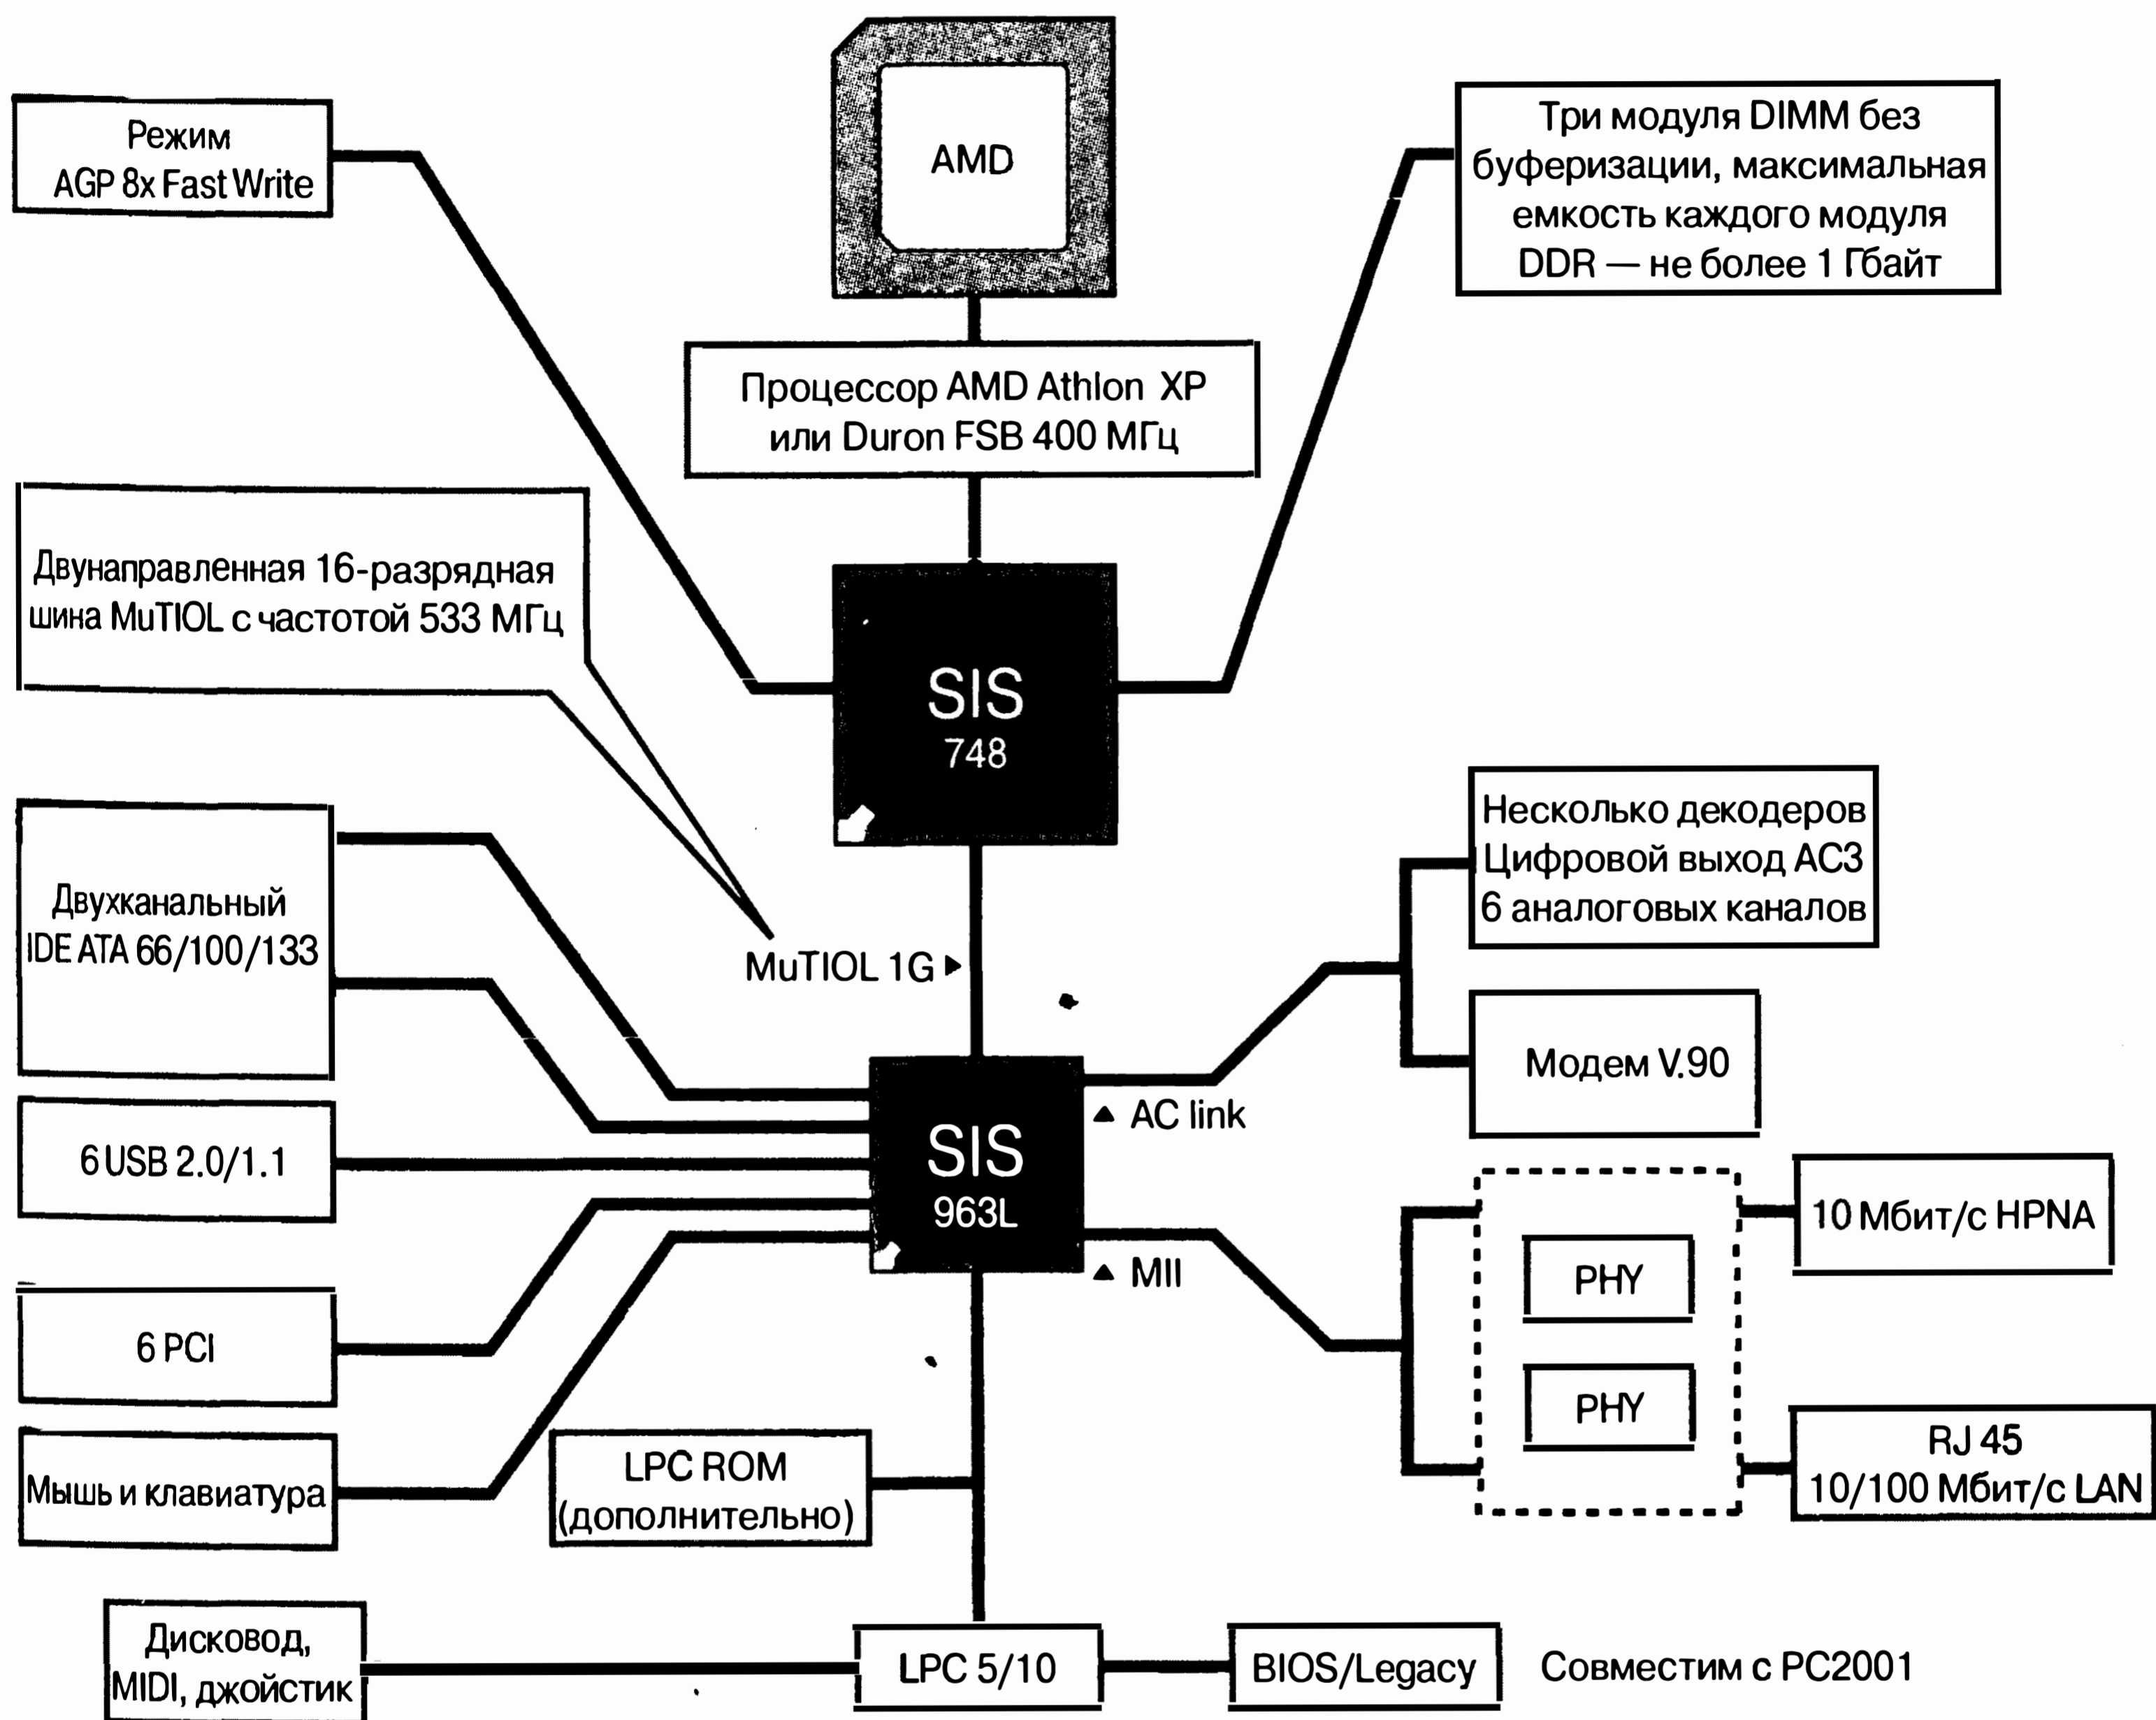 AMD
Режим
AGP 8x Fast Write
Три модуля DIMM без
буферизации, максимальная
емкость каждого модуля
DDR — не более 1 Гбайт
Процессор AMD Athlon XP
или Duron FSB 400 МГц
Двунаправленная 16-разрядная
шина MuTIOL с частотой 533 МГц
SIS
748
MuTIOL 1G
Несколько декодеров
Цифровой выход AC3
6 аналоговых каналов
Двухканальный
IDE ATA 66/100/133
Модем V.90
AC link
SIS
963L
6 USB 2.0/1.1
MII
10 Мбит/с HPNA
PHY
PHY
6 PCI
RJ 45
10/100 Мбит/с LAN
Мышь и клавиатура
LPC ROM
(дополнительно)
Дисковод,
MIDI, джойстик
LPC 5/10
BIOS/Legacy
Совместим с PC2001